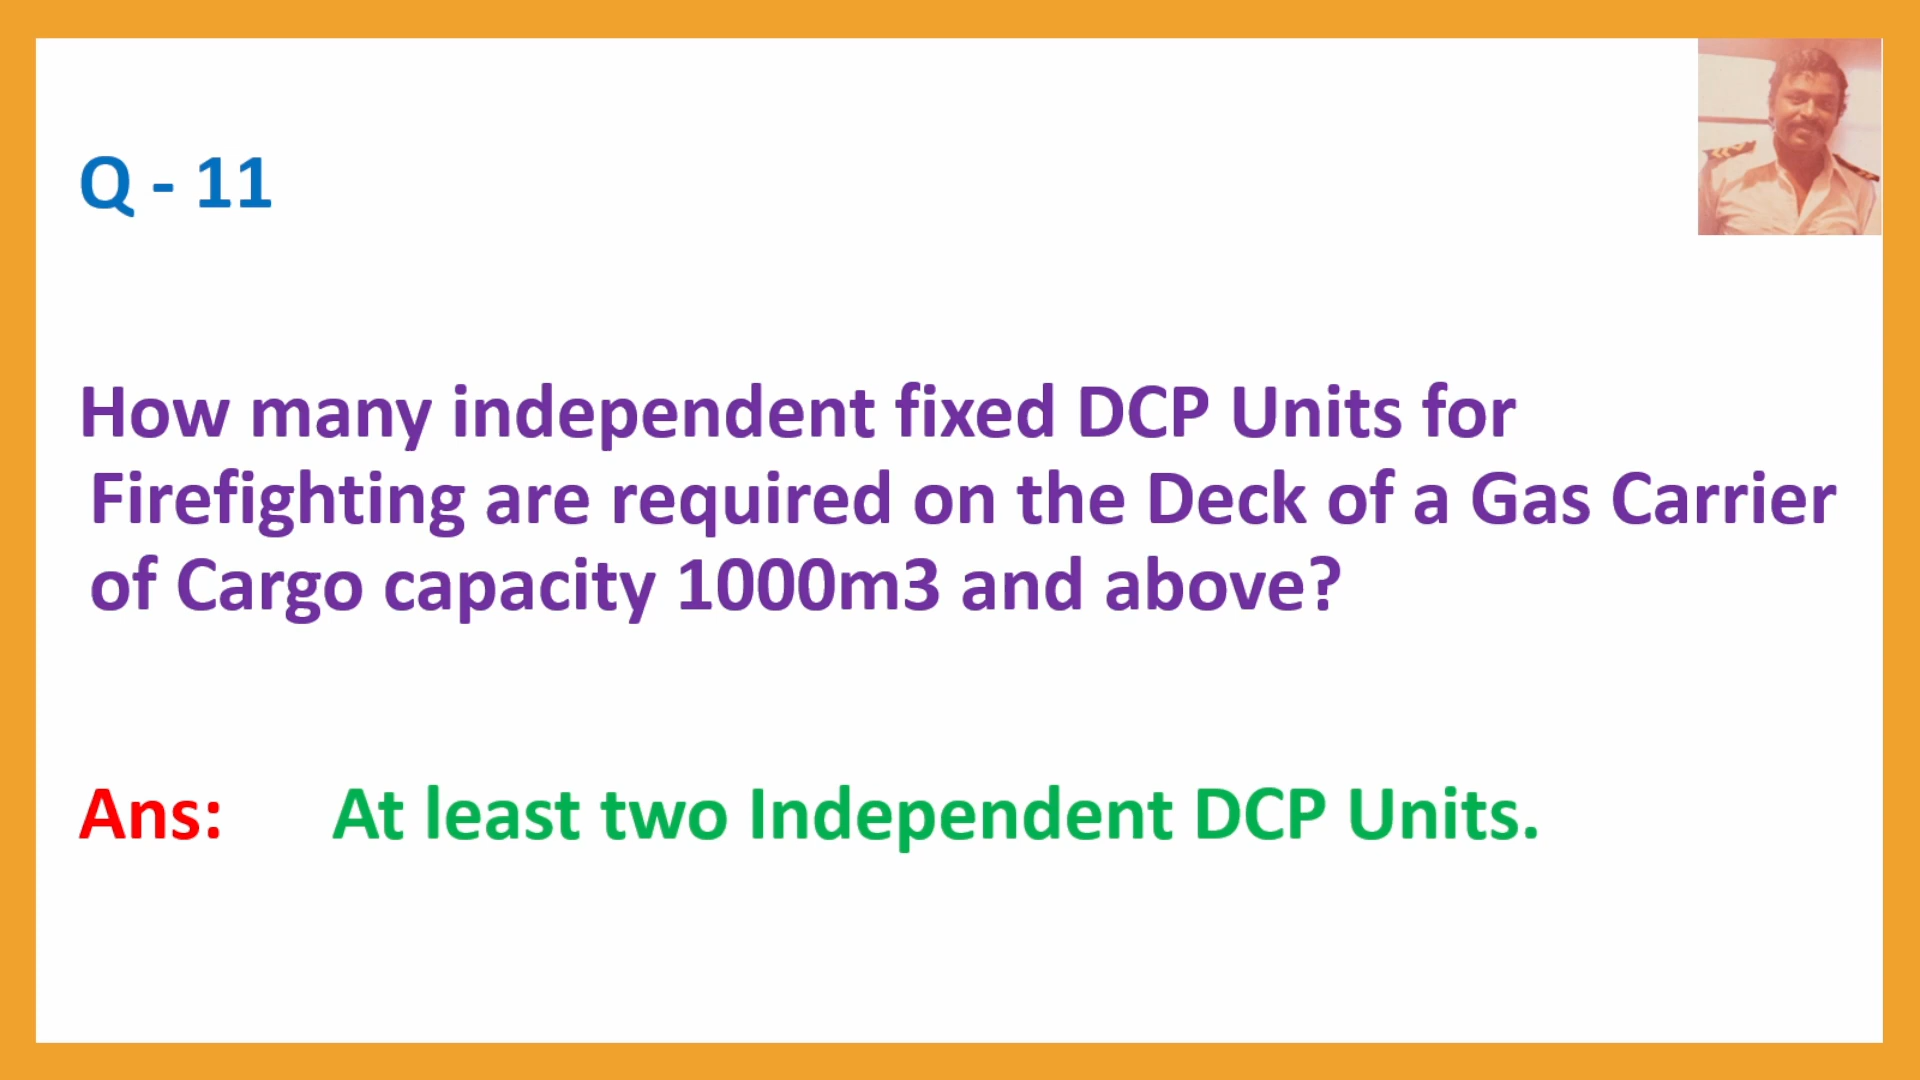 Q - 11
How many independent fixed DCP Units for
Firefighting are required on the Deck of a Gas Carrier
of Cargo capacity 1000m3 and above?
Ans: At least two Independent DCP Units.